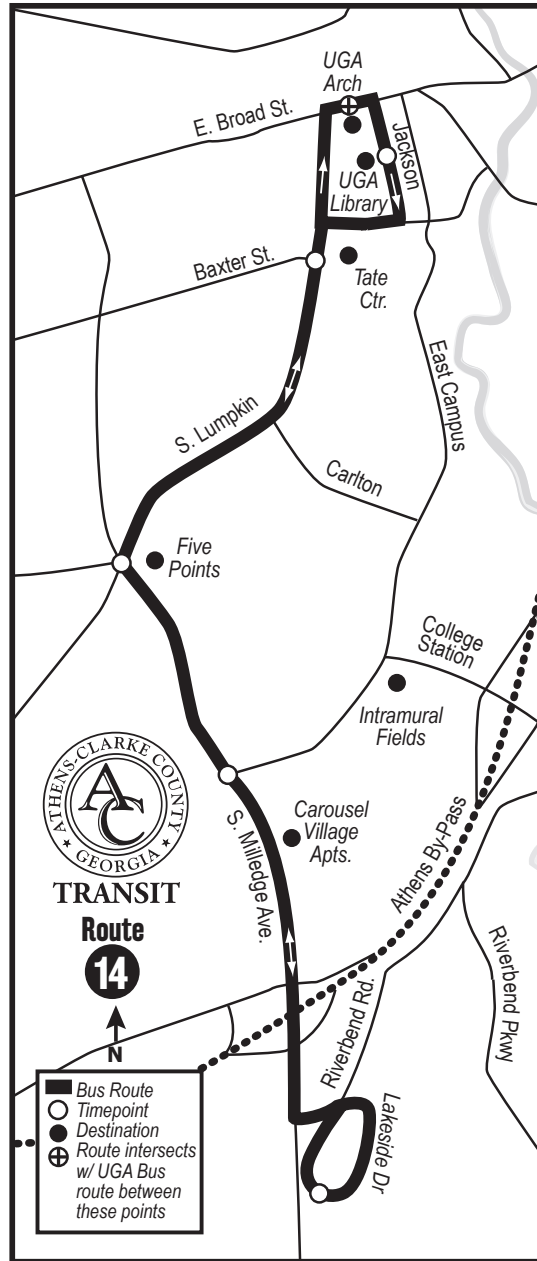 UGA
Arch
E. Broad St.
Jackson
UGA
Library
Baxter St.
Tate
Ctr.
East Campus
S. Lumpkin
Carlton
Five
Points
College
Station
Intramural
Fields
ATHENS-CLARKE COUNTY
AC
★ GEORGIA ★
TRANSIT
Route
14
N
Carousel
Village
Apts.
S. Milledge Ave.
Athens By-Pass
Riverbend Rd.
Riverbend Pkwy
Lakeside Dr
Bus Route
Timepoint
Destination
Route intersects
w/ UGA Bus
route between
these points